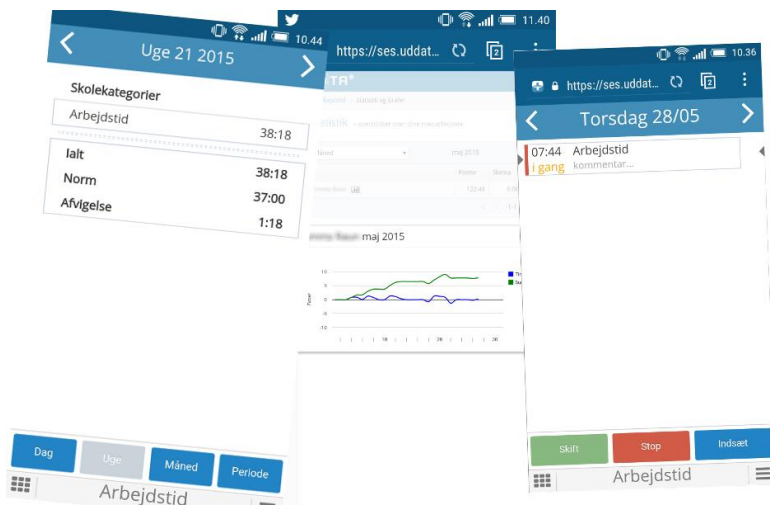 10.44
Uge 21 2015
Skolekategorier
Arbejdstid
38:18
Ialt 38:18
Norm 37:00
Afvigelse 1:18
Dag Uge Måned Periode
Arbejdstid
11.40
https://ses.uddat...
2
maj 2015
maj 2015
10
5
0
-5
-10
10 20 30
10.36
https://ses.uddat...
2
Torsdag 28/05
07:44 Arbejdstid
i gang kommentar...
Skift Stop Indsæt
Arbejdstid